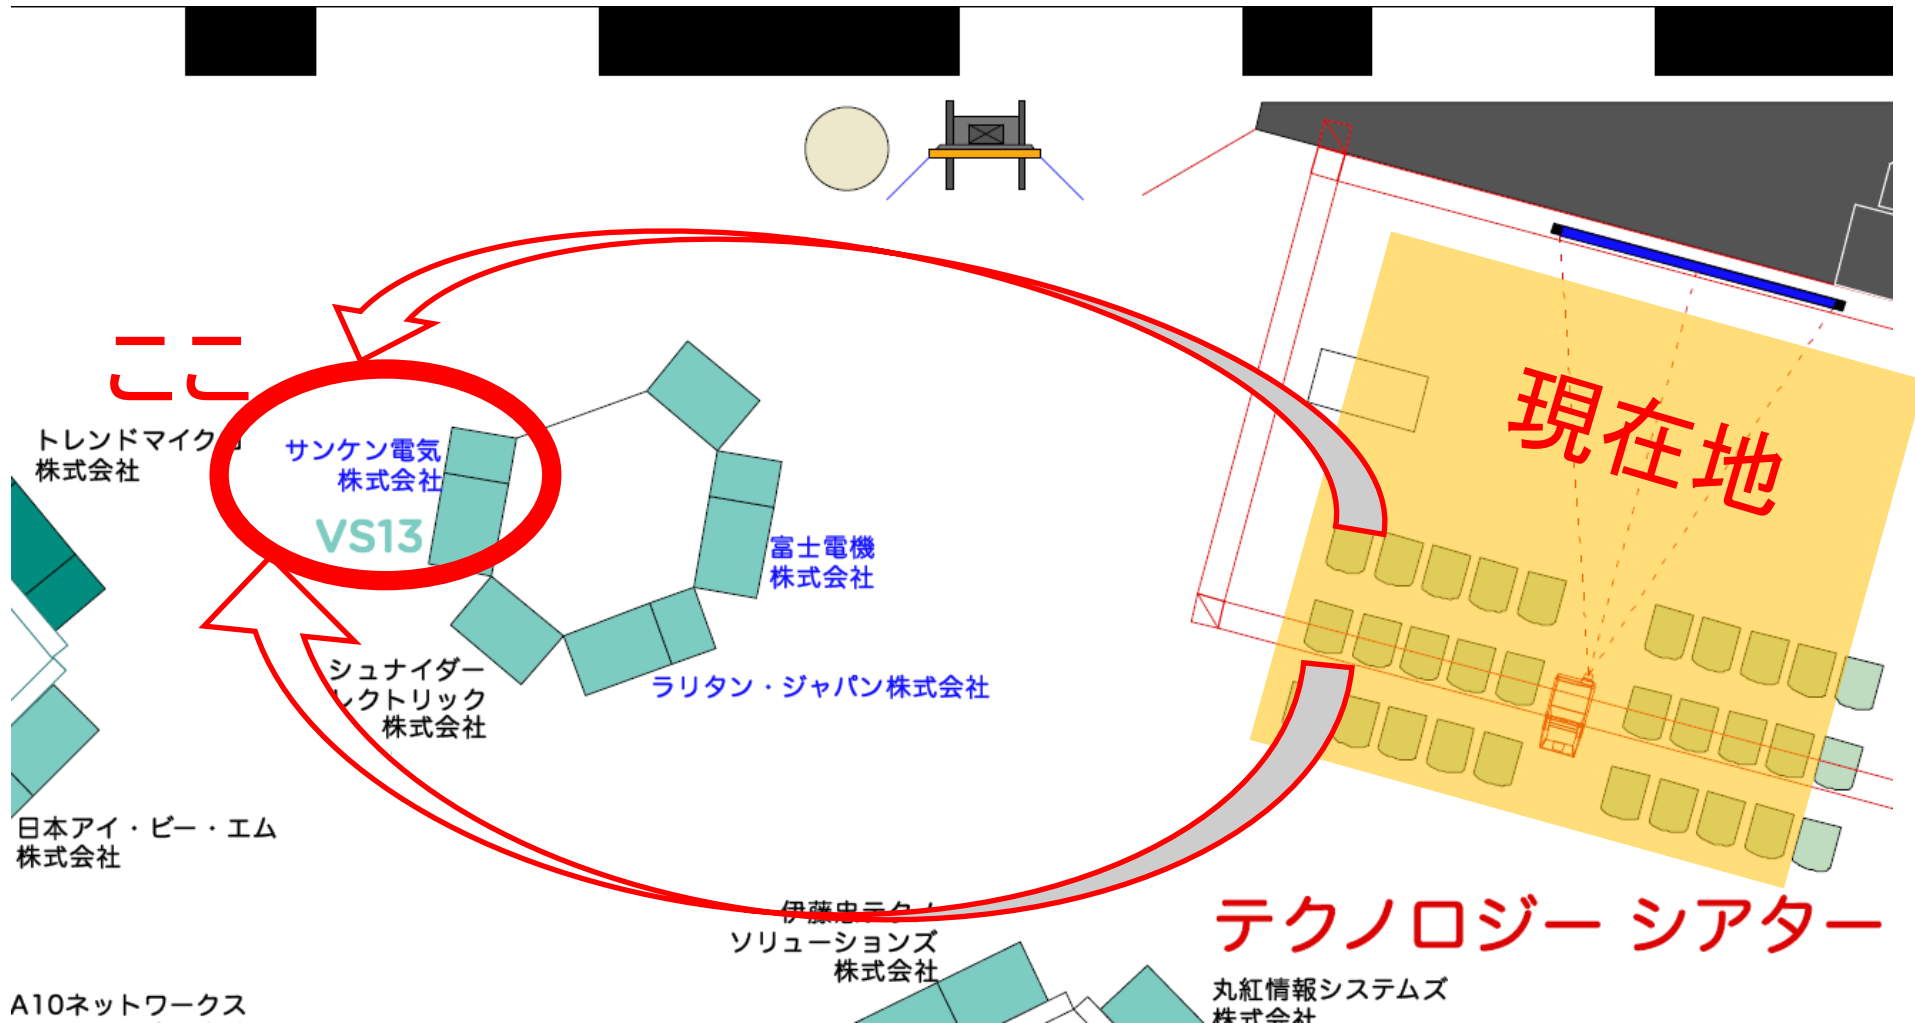 ここ
現在地
トレンドマイクロ
株式会社
サンケン電気
株式会社
VS13
富士電機
株式会社
シュナイダー
レクトリック
株式会社
ラリタン・ジャパン株式会社
日本アイ・ビー・エム
株式会社
伊藤忠テクノ
ソリューションズ
株式会社
テクノロジー シアター
丸紅情報システムズ
株式会社
A10ネットワークス